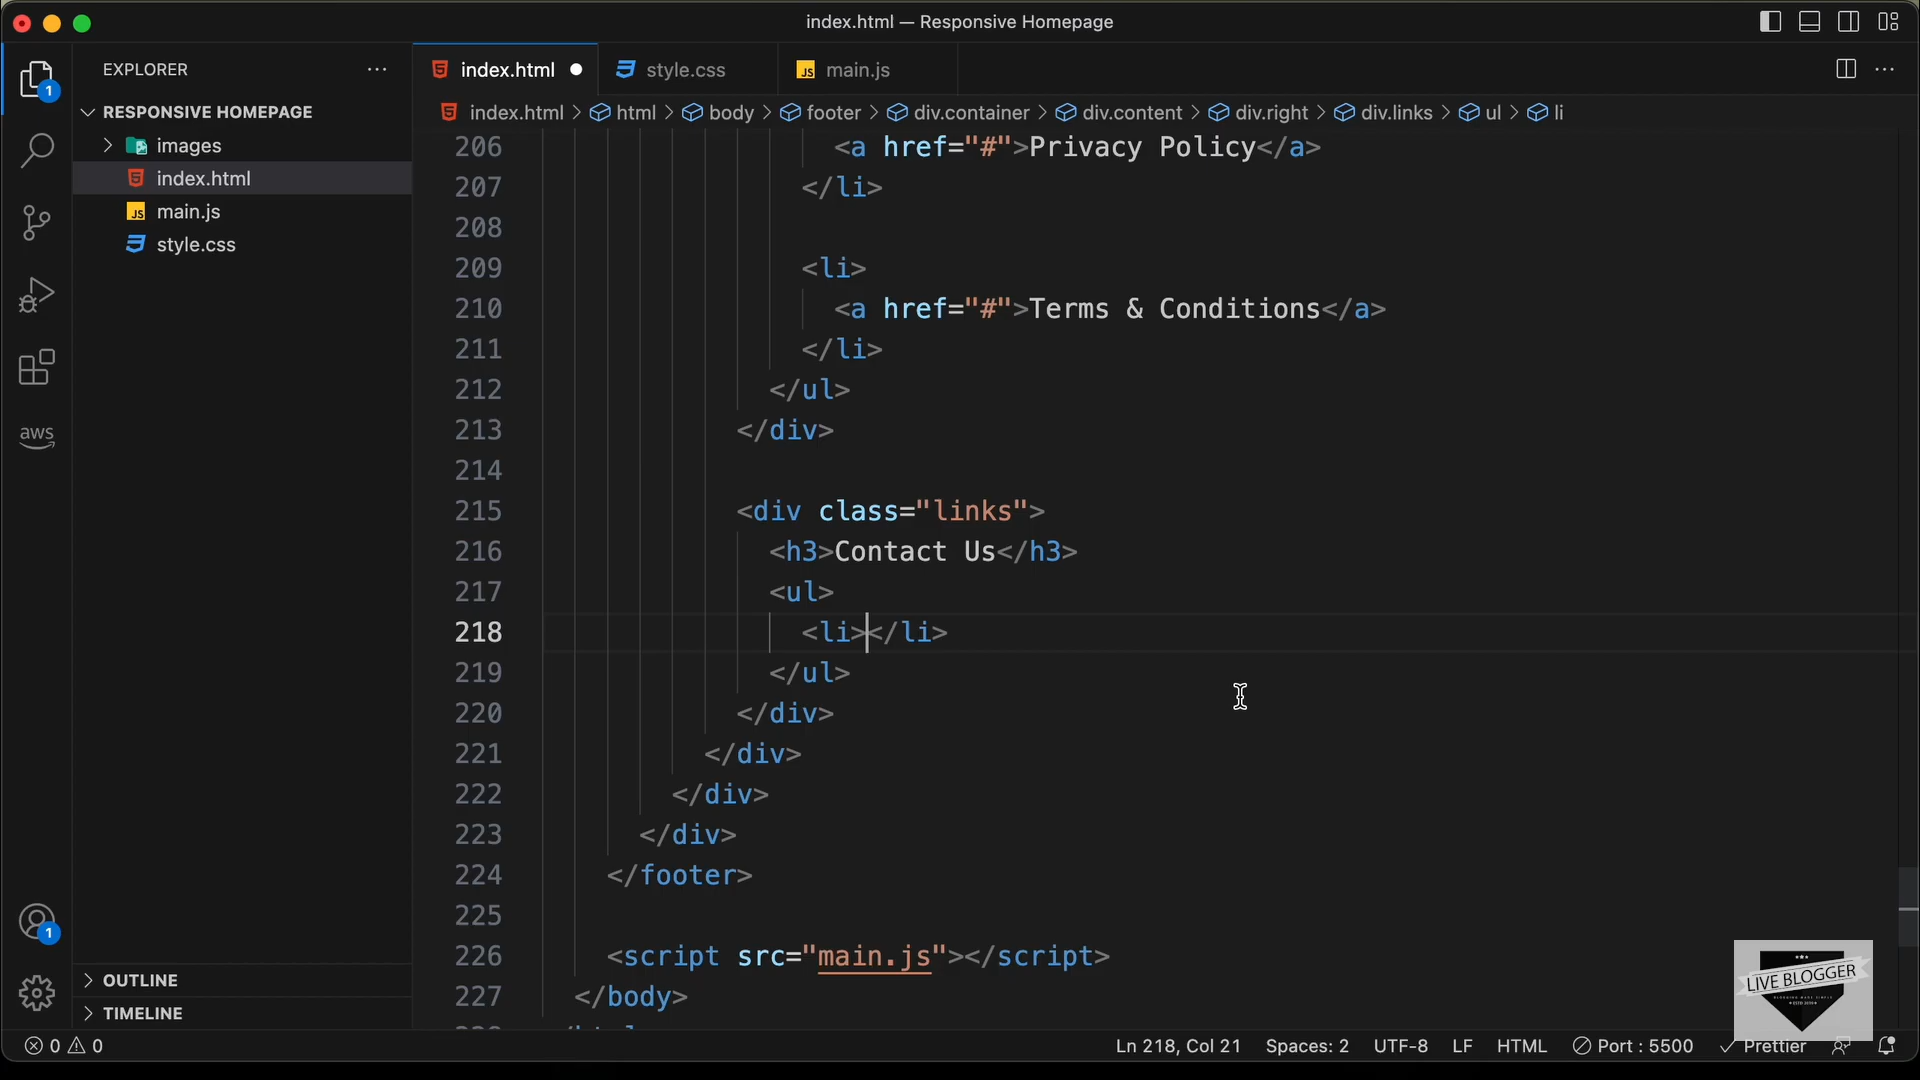 index.html — Responsive Homepage
EXPLORER
index.html
style.css
JS main.js
1
RESPONSIVE HOMEPAGE
index.html > html > body > footer > div.container > div.content > div.right > div.links > ul > li
images
index.html
JS main.js
style.css
aws
206 <a href="#">Privacy Policy</a>
207 </li>
208
209 <li>
210 <a href="#">Terms & Conditions</a>
211 </li>
212 </ul>
213 </div>
214
215 <div class="links">
216 <h3>Contact Us</h3>
217 <ul>
218 <li></li>
219 </ul>
220 </div>
221 </div>
222 </div>
223 </div>
224 </footer>
225
226 <script src="main.js"></script>
227 </body>
1
OUTLINE
TIMELINE
LIVE BLOGGER
0 0
Ln 218, Col 21
Spaces: 2
UTF-8
LF
HTML
Port : 5500
Prettier